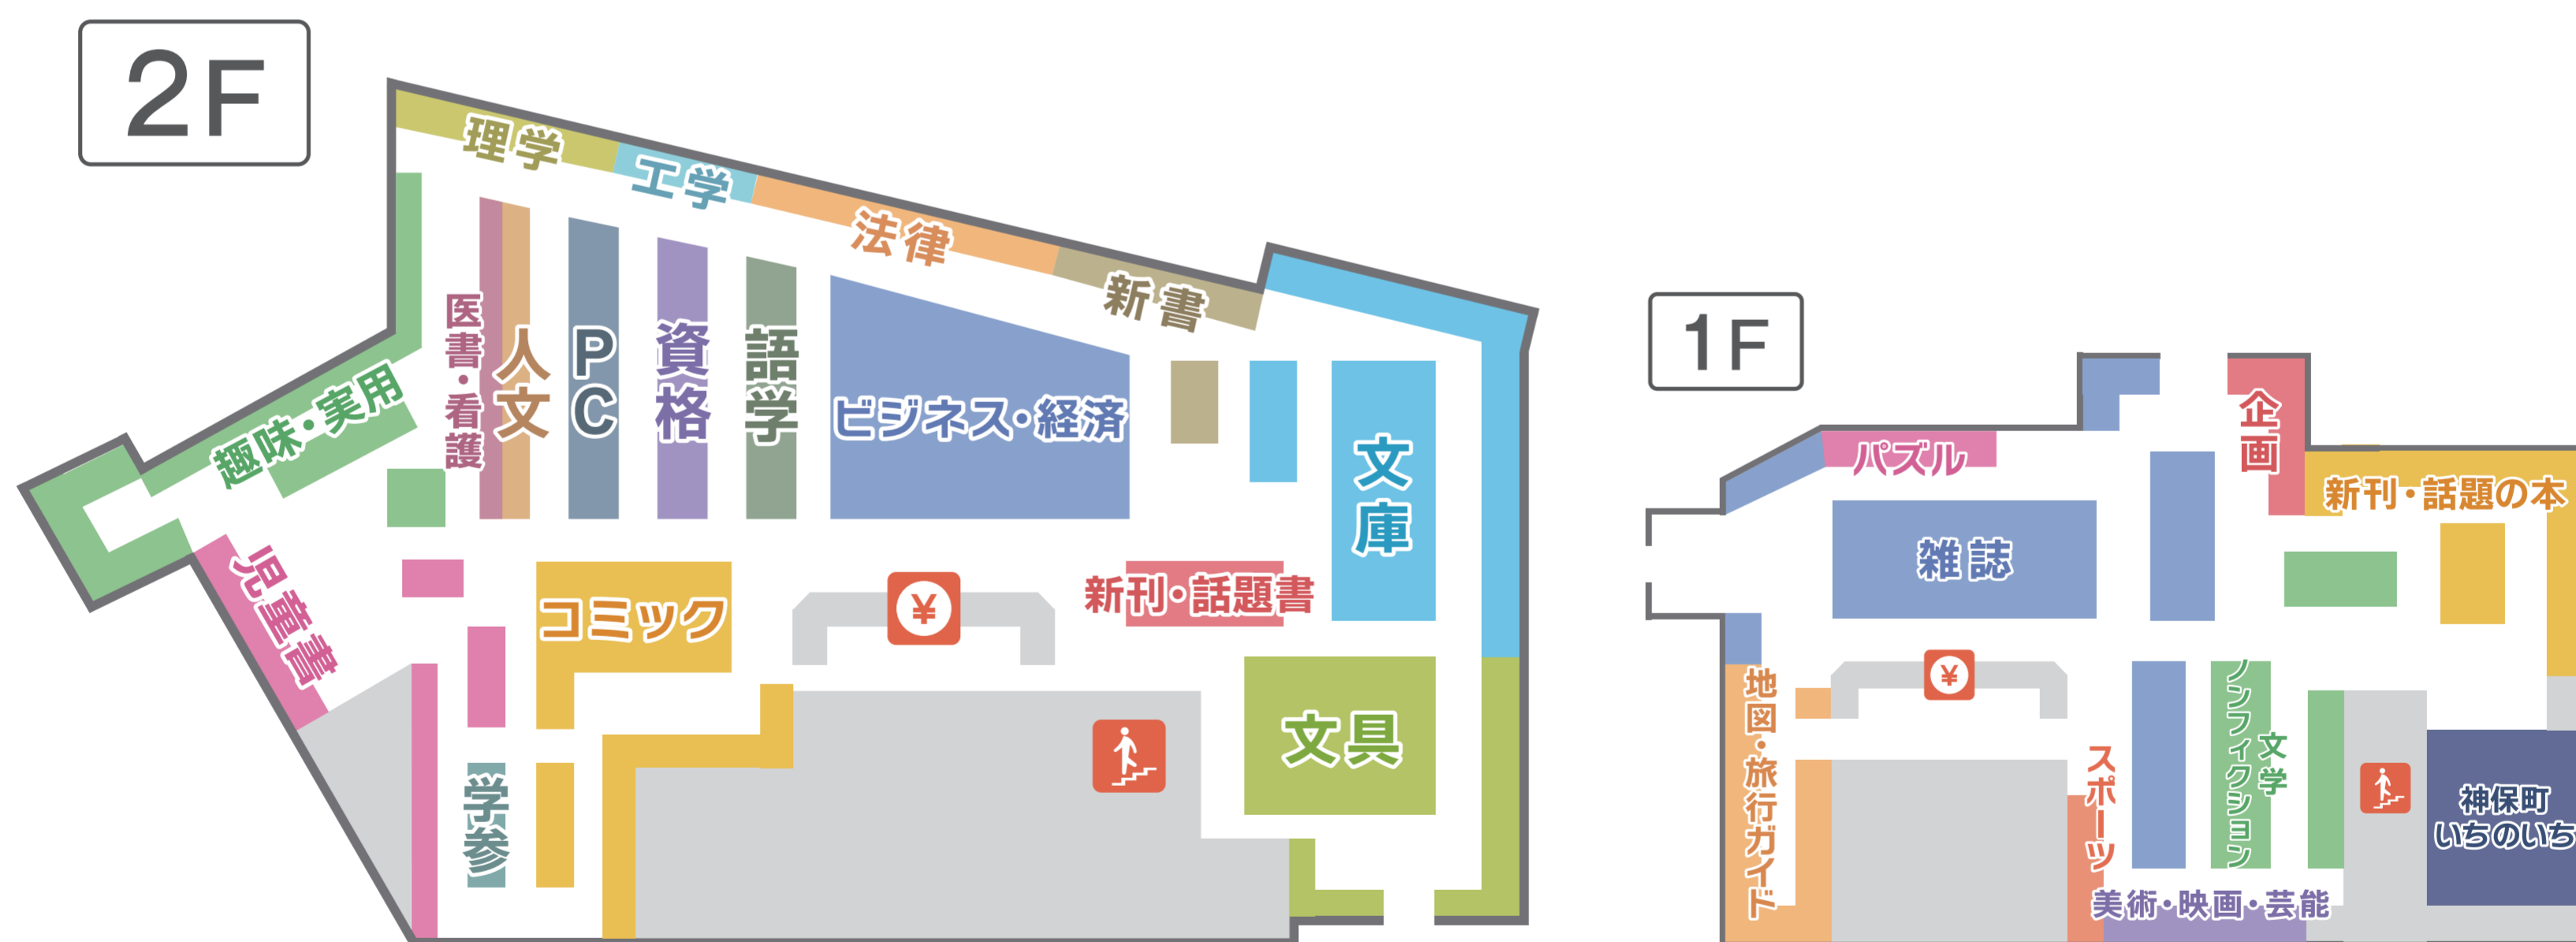 2F
理学
工学
法律
新書
医書・看護
人文
PC
資格
語学
ビジネス・経済
文庫
趣味・実用
児童書
コミック
¥
新刊・話題書
文具
学参
1F
パズル
企画
新刊・話題の本
雑誌
¥
地図・旅行ガイド
スポーツ
ノンフィクション
文学
神保町
いちのいち
美術・映画・芸能